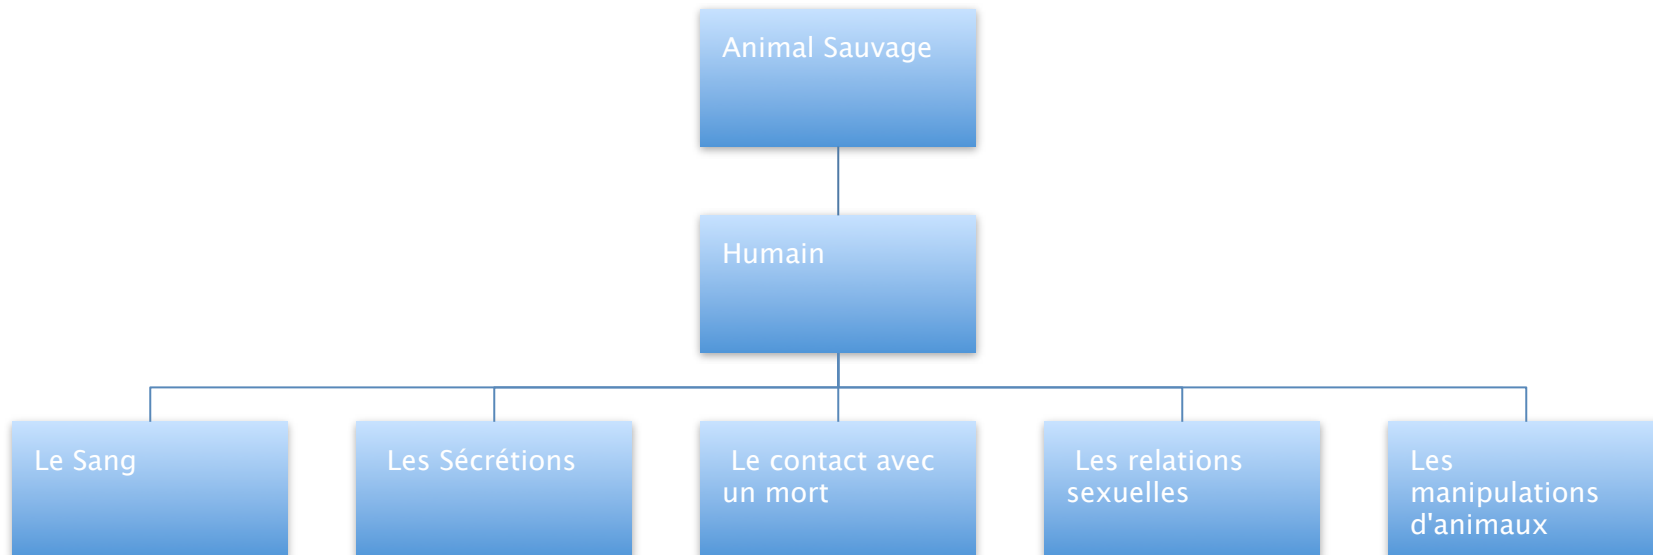 Animal Sauvage
Humain
Le Sang
Les Sécrétions
Le contact avec
un mort
Les relations
sexuelles
Les
manipulations
d'animaux